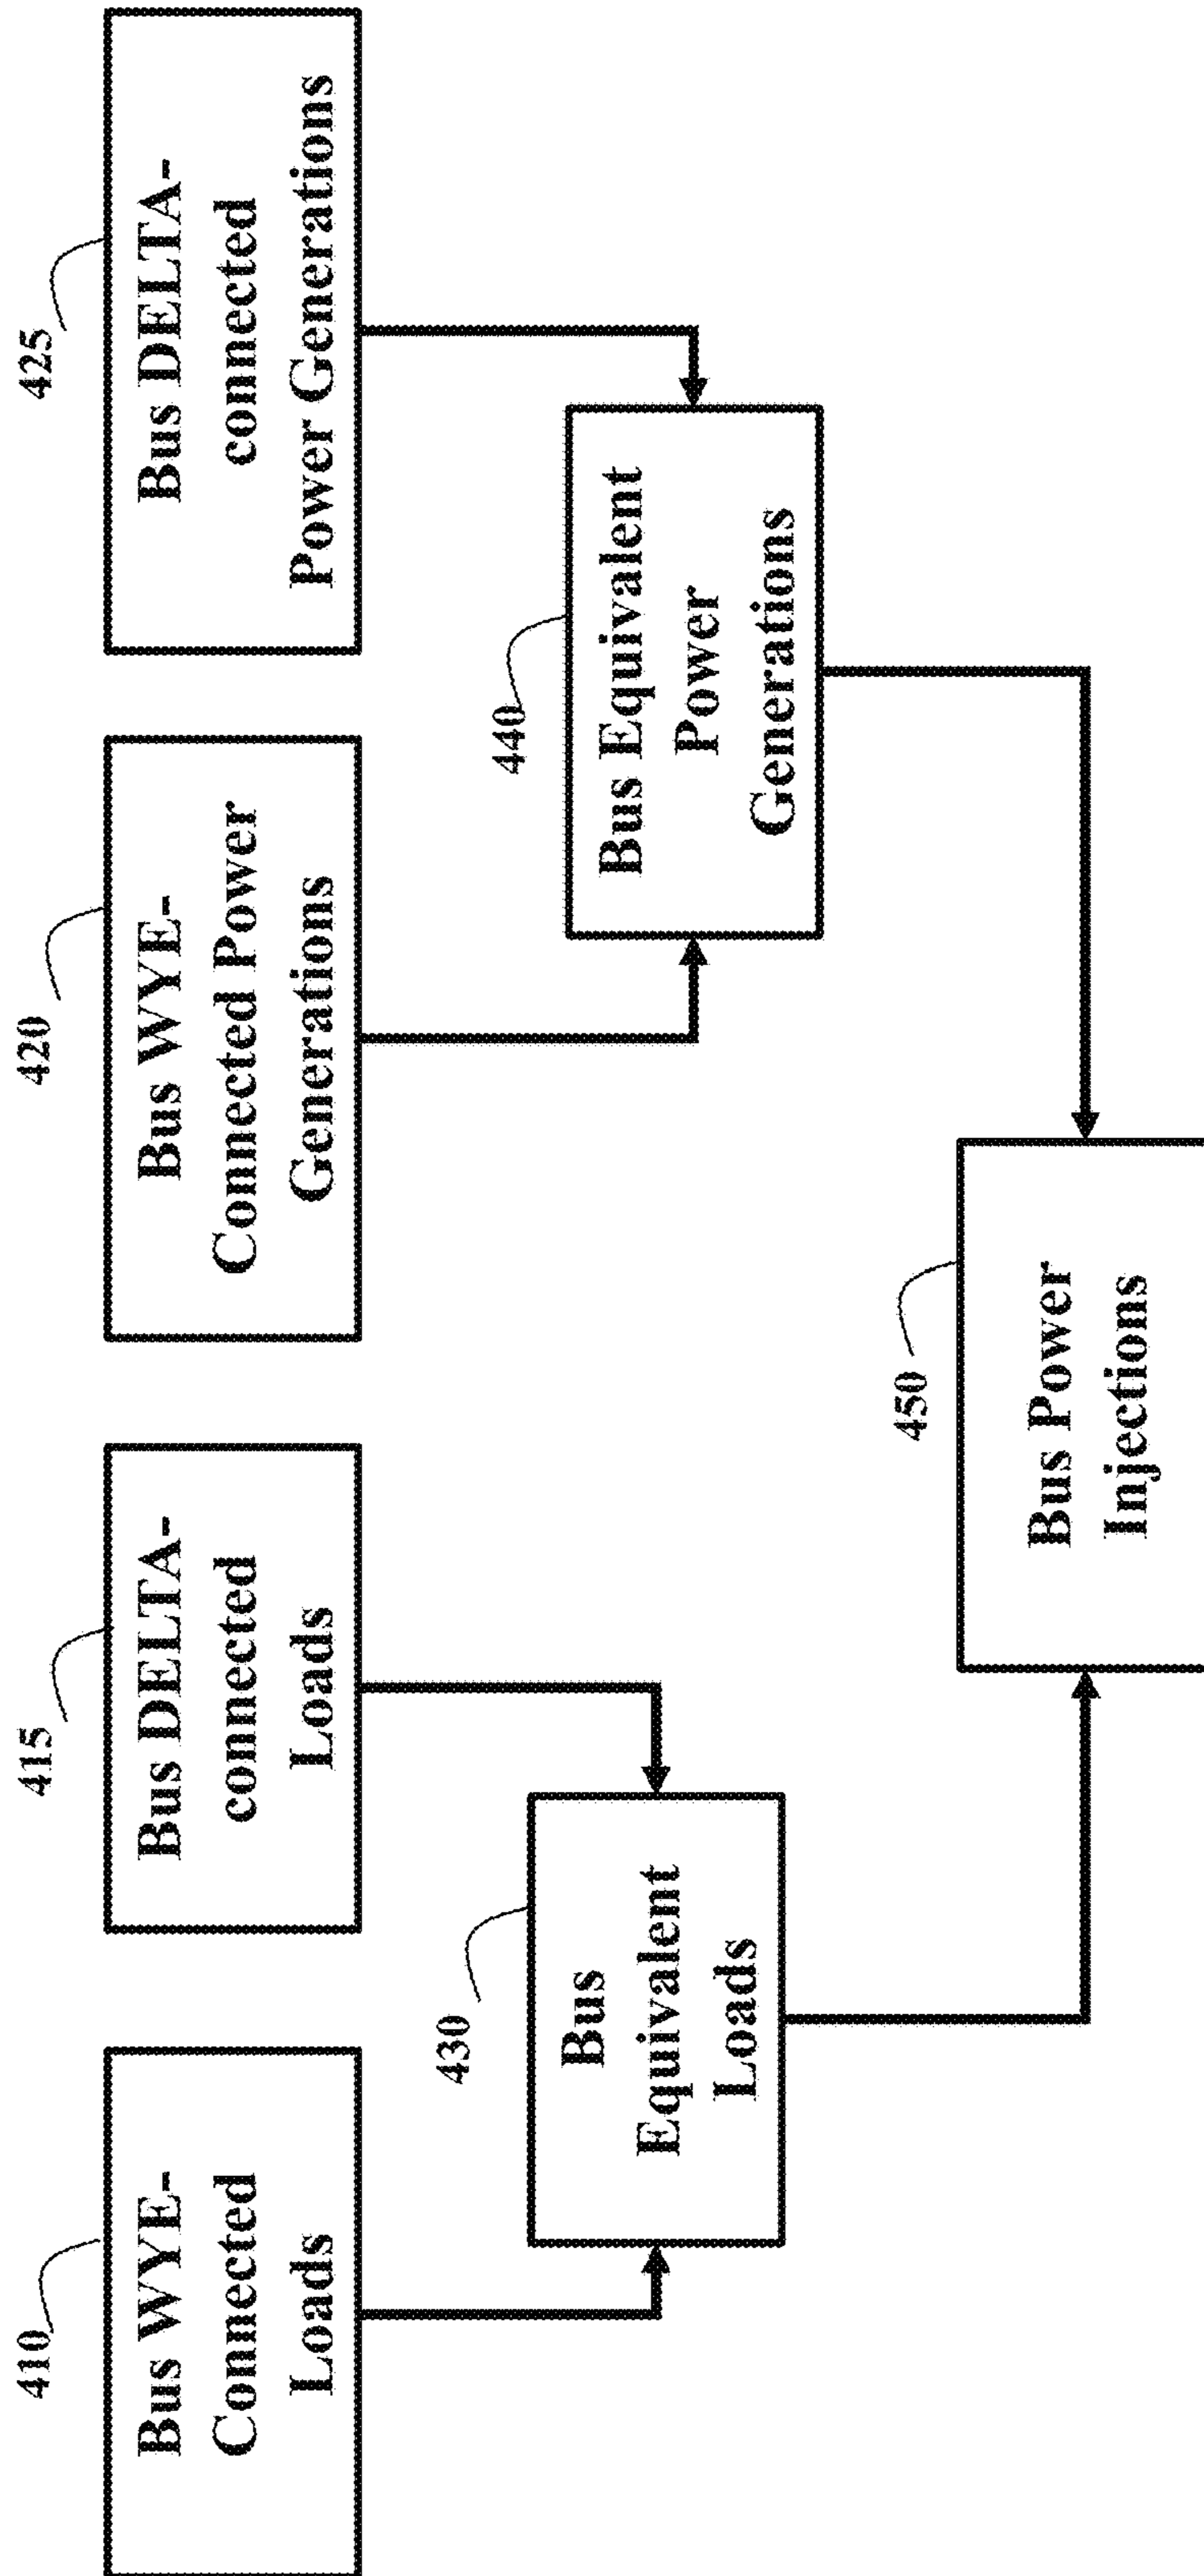 410
Bus WYE-
Connected
Loads
415
Bus DELTA-
connected
Loads
420
Bus WYE-
Connected Power
Generations
425
Bus DELTA-
connected
Power Generations
430
Bus
Equivalent
Loads
440
Bus Equivalent
Power
Generations
450
Bus Power
Injections